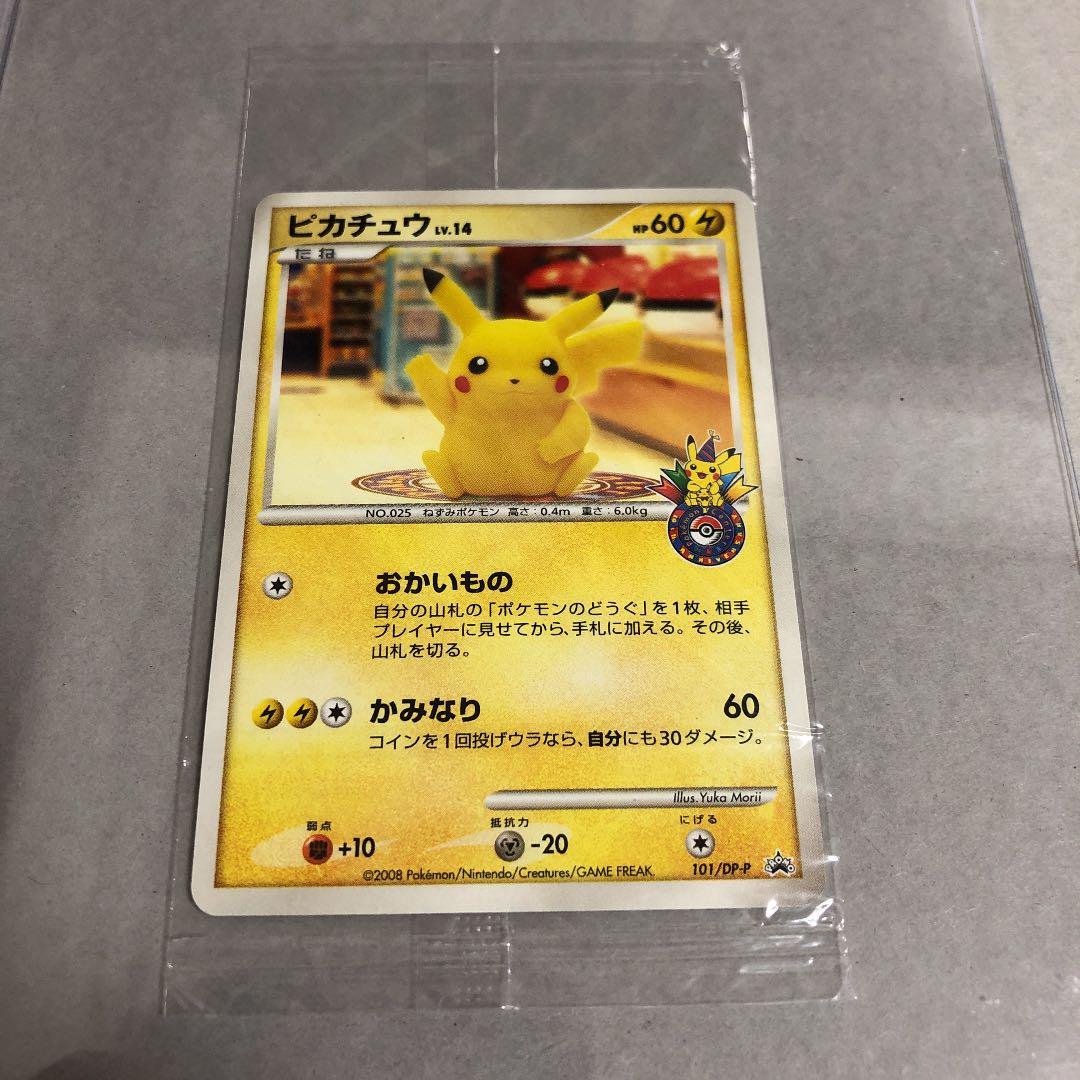 ピカチュウ LV.14 HP60
たね
NO.025 ねずみポケモン 高さ：0.4m 重さ：6.0kg
おかいもの
自分の山札の「ポケモンのどうぐ」を1枚、相手
プレイヤーに見せてから、手札に加える。その後、
山札を切る。
かみなり 60
コインを1回投げウラなら、自分にも30ダメージ。
Illus.Yuka Morii
弱点 抵抗力 にげる
+10 -20
101/DP-P
©2008 Pokémon/Nintendo/Creatures/GAME FREAK.